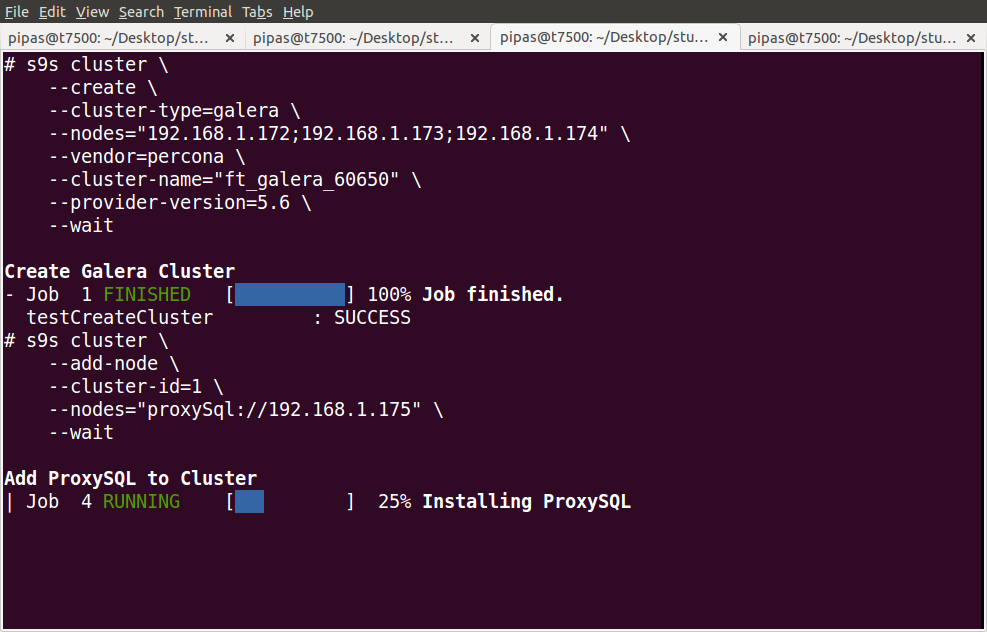 File Edit View Search Terminal Tabs Help
pipas@t7500: ~/Desktop/st... × pipas@t7500: ~/Desktop/st... × pipas@t7500: ~/Desktop/stu... × pipas@t7500: ~/Desktop/stu... ×
# s9s cluster \
    --create \
    --cluster-type=galera \
    --nodes="192.168.1.172;192.168.1.173;192.168.1.174" \
    --vendor=percona \
    --cluster-name="ft_galera_60650" \
    --provider-version=5.6 \
    --wait
Create Galera Cluster
- Job  1 FINISHED   [          ] 100% Job finished.
  testCreateCluster         : SUCCESS
# s9s cluster \
    --add-node \
    --cluster-id=1 \
    --nodes="proxySql://192.168.1.175" \
    --wait
Add ProxySQL to Cluster
| Job  4 RUNNING    [          ]  25% Installing ProxySQL